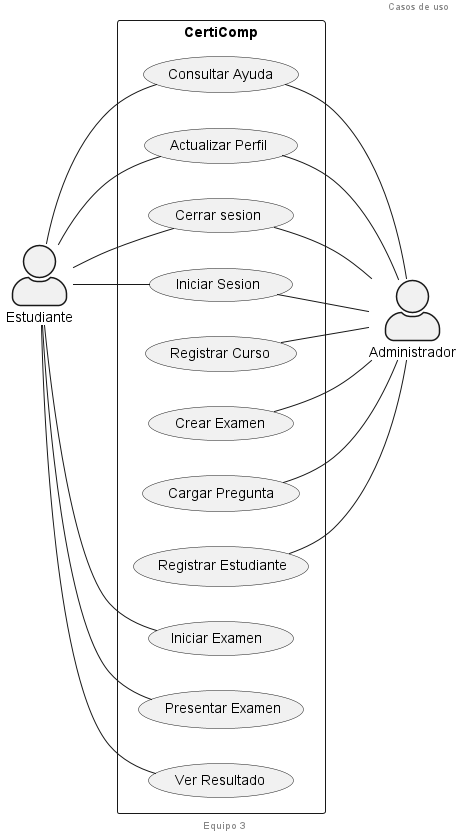 Casos de uso
CertiComp
Consultar Ayuda
Actualizar Perfil
Cerrar sesion
Iniciar Sesion
Estudiante
Registrar Curso
Administrador
Crear Examen
Cargar Pregunta
Registrar Estudiante
Iniciar Examen
Presentar Examen
Ver Resultado
Equipo 3